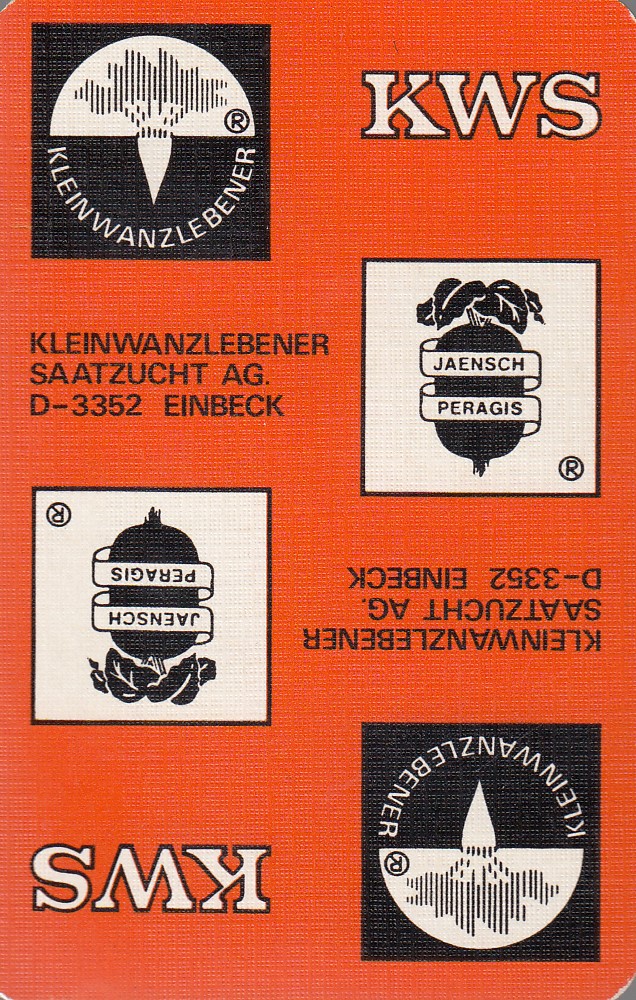 KWS
®
KLEINWANZLEBENER
JAENSCH
PERAGIS
®
KLEINWANZLEBENER
SAATZUCHT AG.
D-3352 EINBECK
®
JAENSCH
PERAGIS
KLEINWANZLEBENER
SAATZUCHT AG.
D-3352 EINBECK
KLEINWANZLEBENER
®
KWS